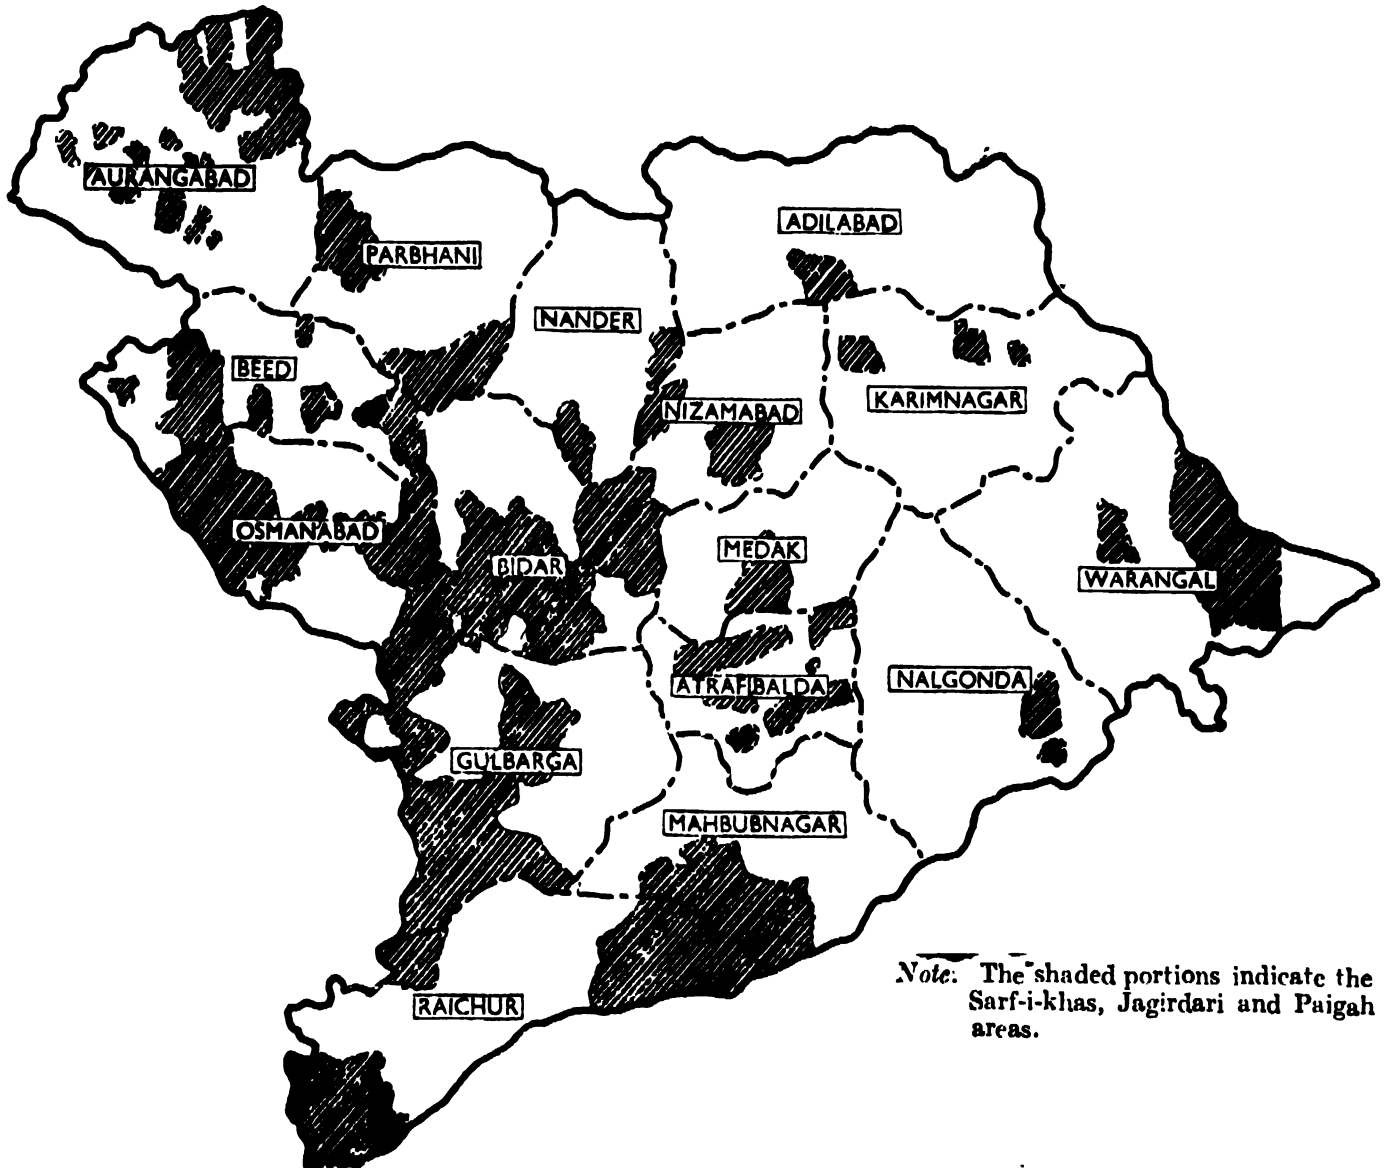 AURANGABAD
ADILABAD
PARBHANI
NANDER
BEED
KARIMNAGAR
NIZAMABAD
OSMANABAD
MEDAK
BIDAR
WARANGAL
NALGONDA
ATRAFIBALDA
GULBARGA
MAHBUBNAGAR
Note: The shaded portions indicate the
Sarf-i-khas, Jagirdari and Paigah
areas.
RAICHUR